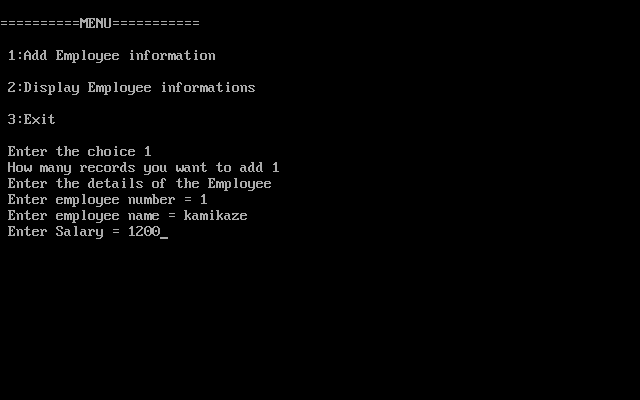 ==========MENU===========
1:Add Employee information
2:Display Employee informations
3:Exit
Enter the choice 1
How many records you want to add 1
Enter the details of the Employee
Enter employee number = 1
Enter employee name = kamikaze
Enter Salary = 1200_